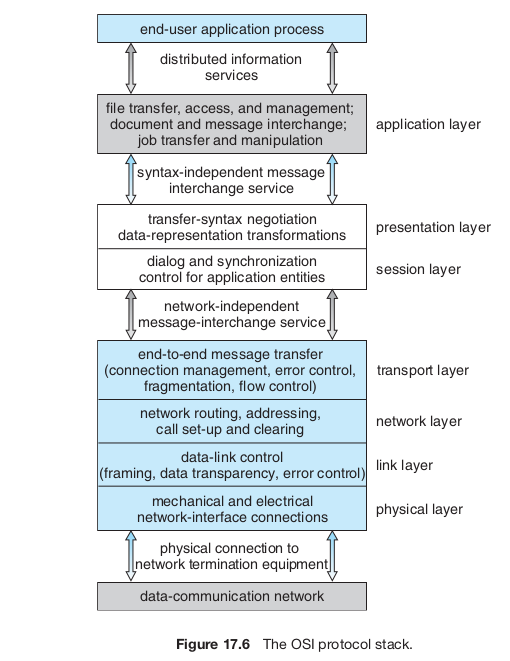 end-user application process
distributed information
services
file transfer, access, and management;
document and message interchange;
job transfer and manipulation
application layer
syntax-independent message
interchange service
transfer-syntax negotiation
data-representation transformations
presentation layer
dialog and synchronization
control for application entities
session layer
network-independent
message-interchange service
end-to-end message transfer
(connection management, error control,
fragmentation, flow control)
transport layer
network routing, addressing,
call set-up and clearing
network layer
data-link control
(framing, data transparency, error control)
link layer
mechanical and electrical
network-interface connections
physical layer
physical connection to
network termination equipment
data-communication network
Figure 17.6 The OSI protocol stack.